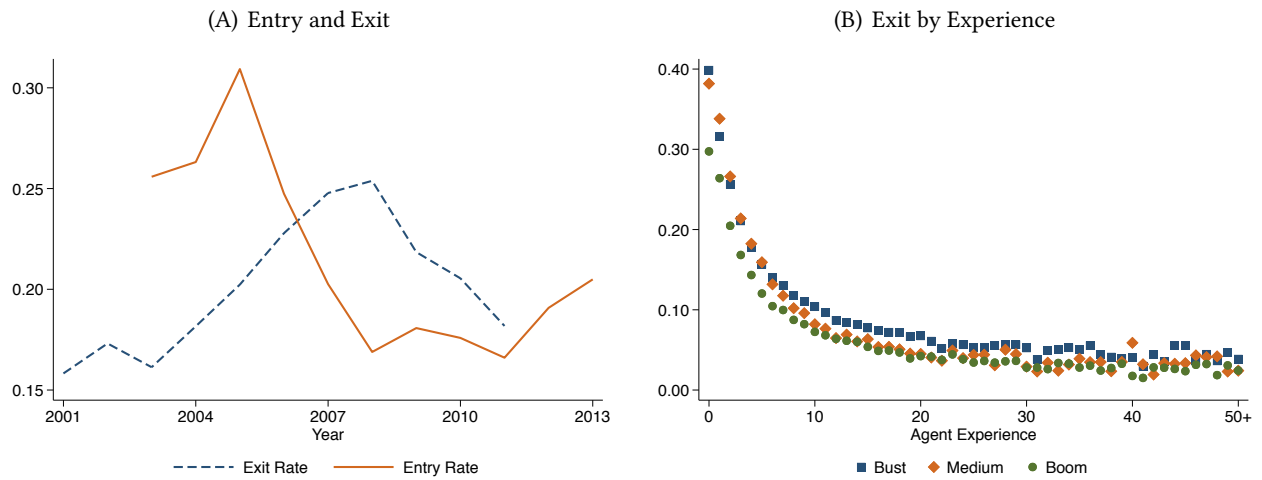 (A) Entry and Exit
0.30
0.25
0.20
0.15
2001 2004 2007 2010 2013
Year
Exit Rate Entry Rate
(B) Exit by Experience
0.40
0.30
0.20
0.10
0.00
0 10 20 30 40 50+
Agent Experience
Bust Medium Boom